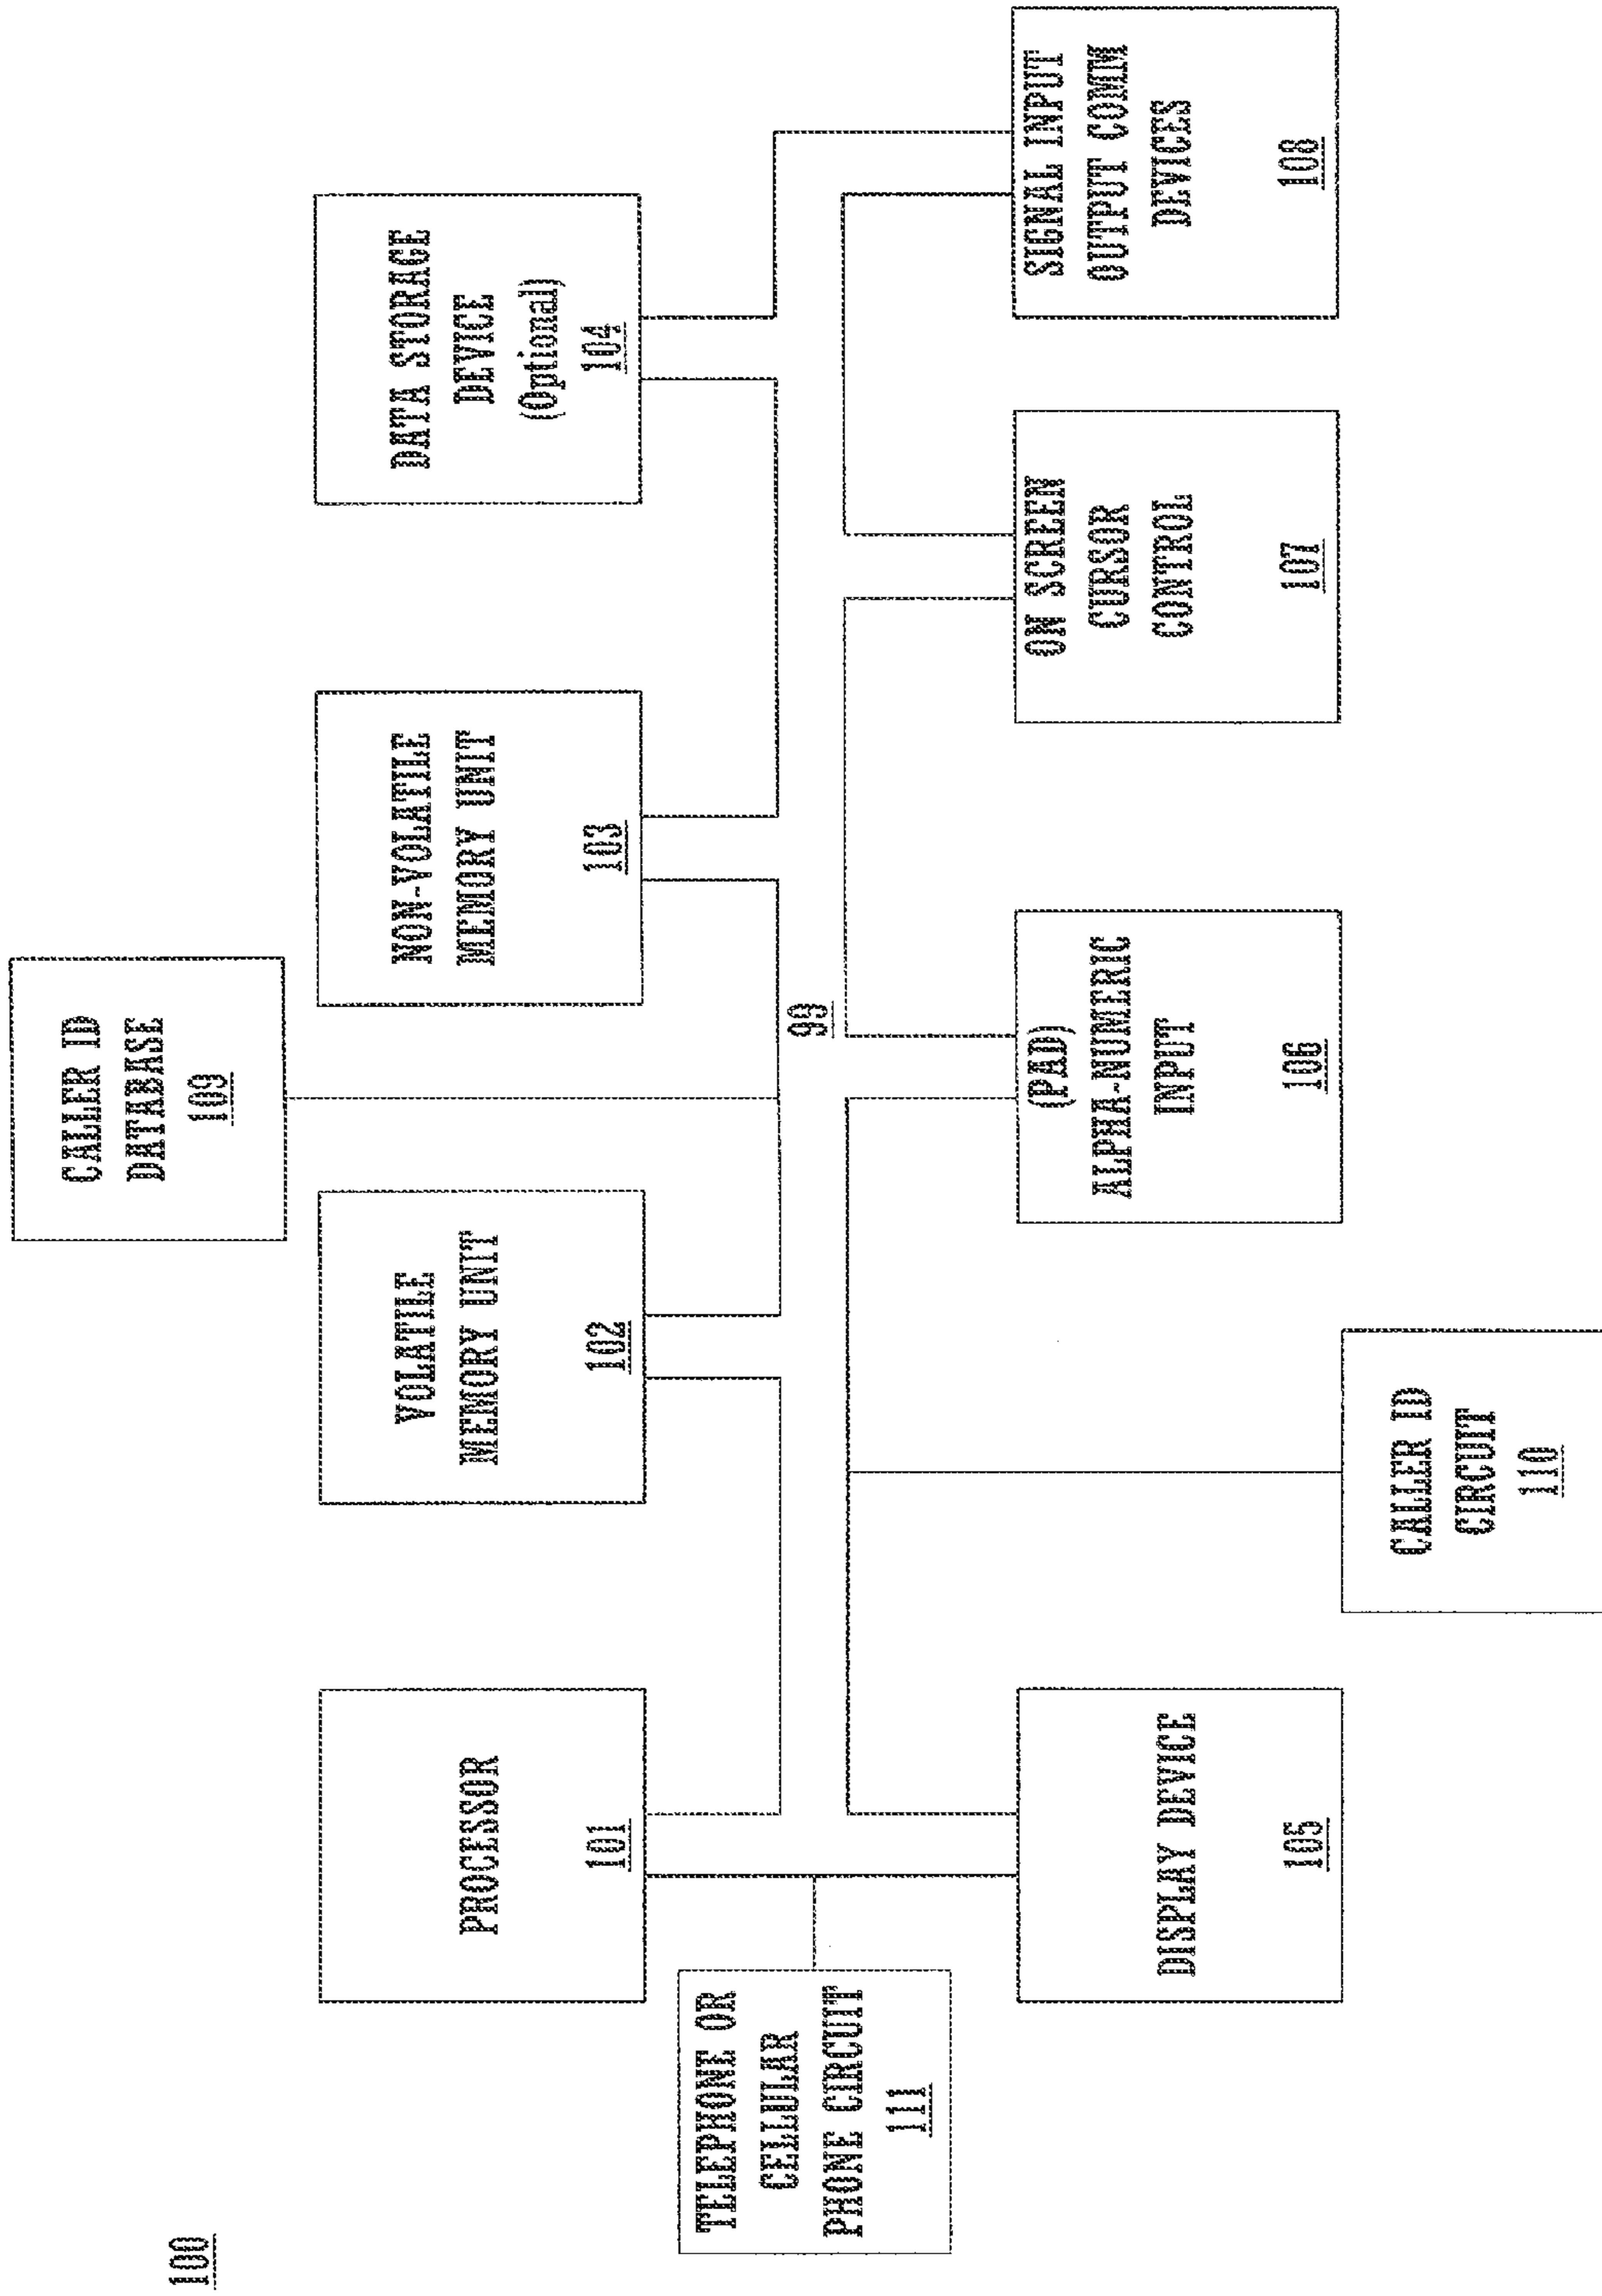 100
CALLER ID
DATABASE
109
PROCESSOR
101
VOLATILE
MEMORY UNIT
102
NON-VOLATILE
MEMORY UNIT
103
DATA STORAGE
DEVICE
(Optional)
104
TELEPHONE OR
CELLULAR
PHONE CIRCUIT
111
99
DISPLAY DEVICE
105
(PAD)
ALPHA-NUMERIC
INPUT
106
ON SCREEN
CURSOR
CONTROL
107
SIGNAL INPUT
OUTPUT COMM
DEVICES
108
CALLER ID
CIRCUIT
110